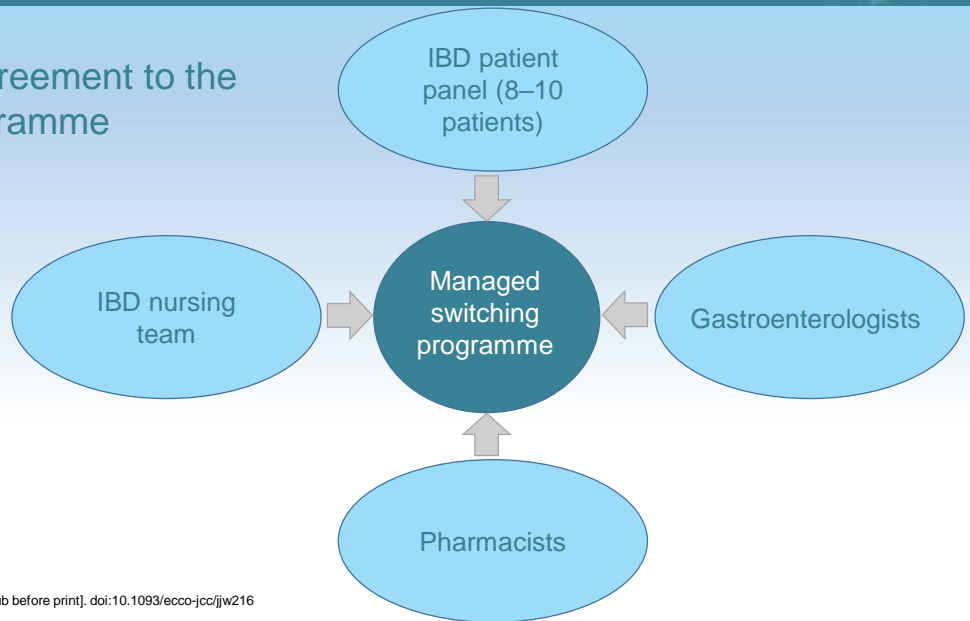 reement to the
ramme
IBD patient
panel (8–10
patients)
IBD nursing
team
Managed
switching
programme
Gastroenterologists
Pharmacists
b before print]. doi:10.1093/ecco-jcc/jjw216